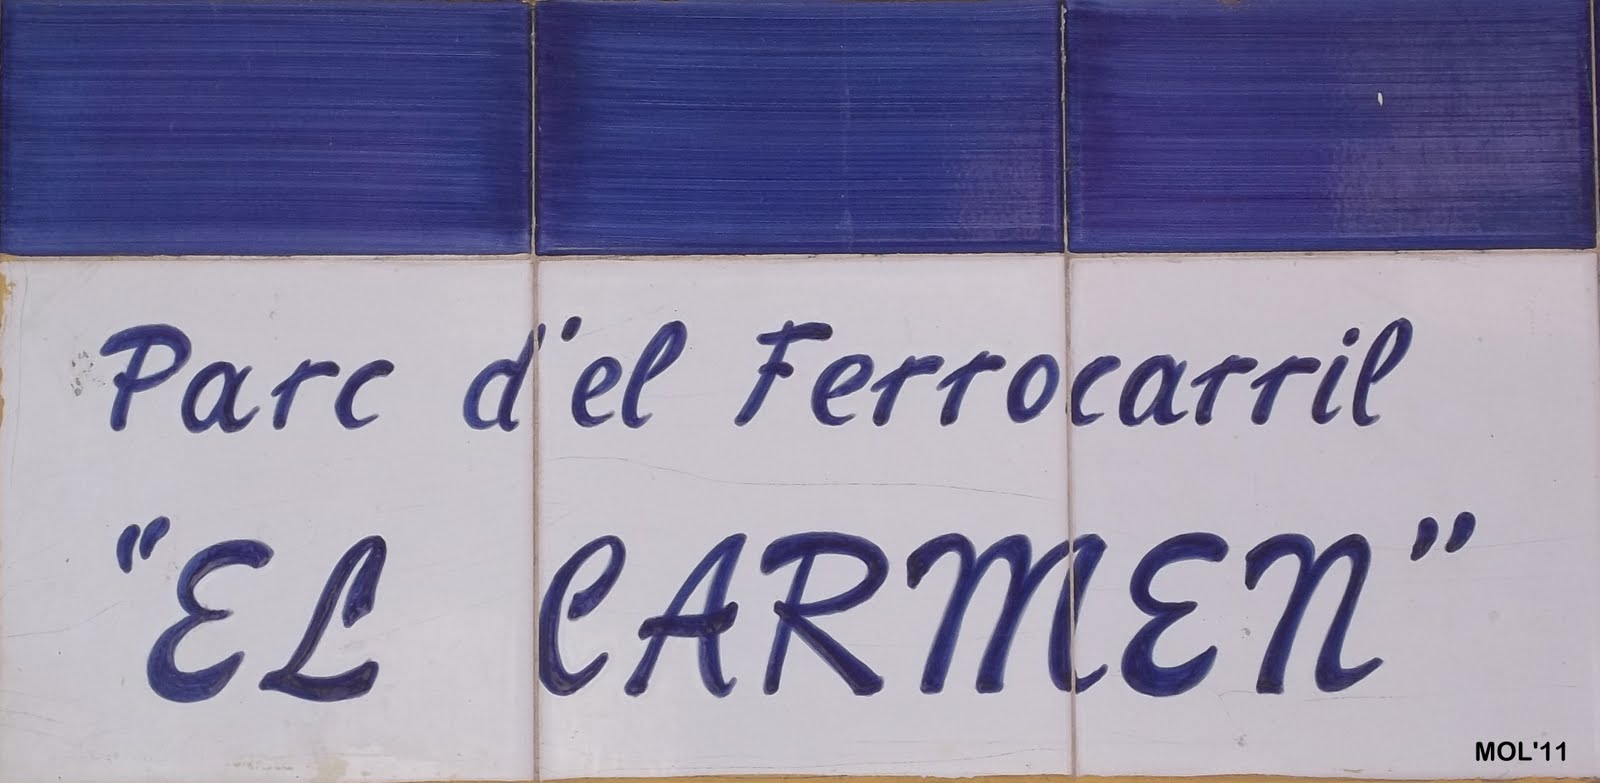 Parc d'el Ferrocarril
"EL CARMEN"
MOL'11